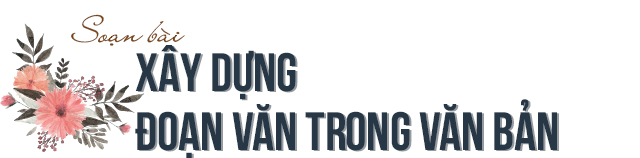 Soạn bài
XÂY DỰNG
ĐOẠN VĂN TRONG VĂN BẢN